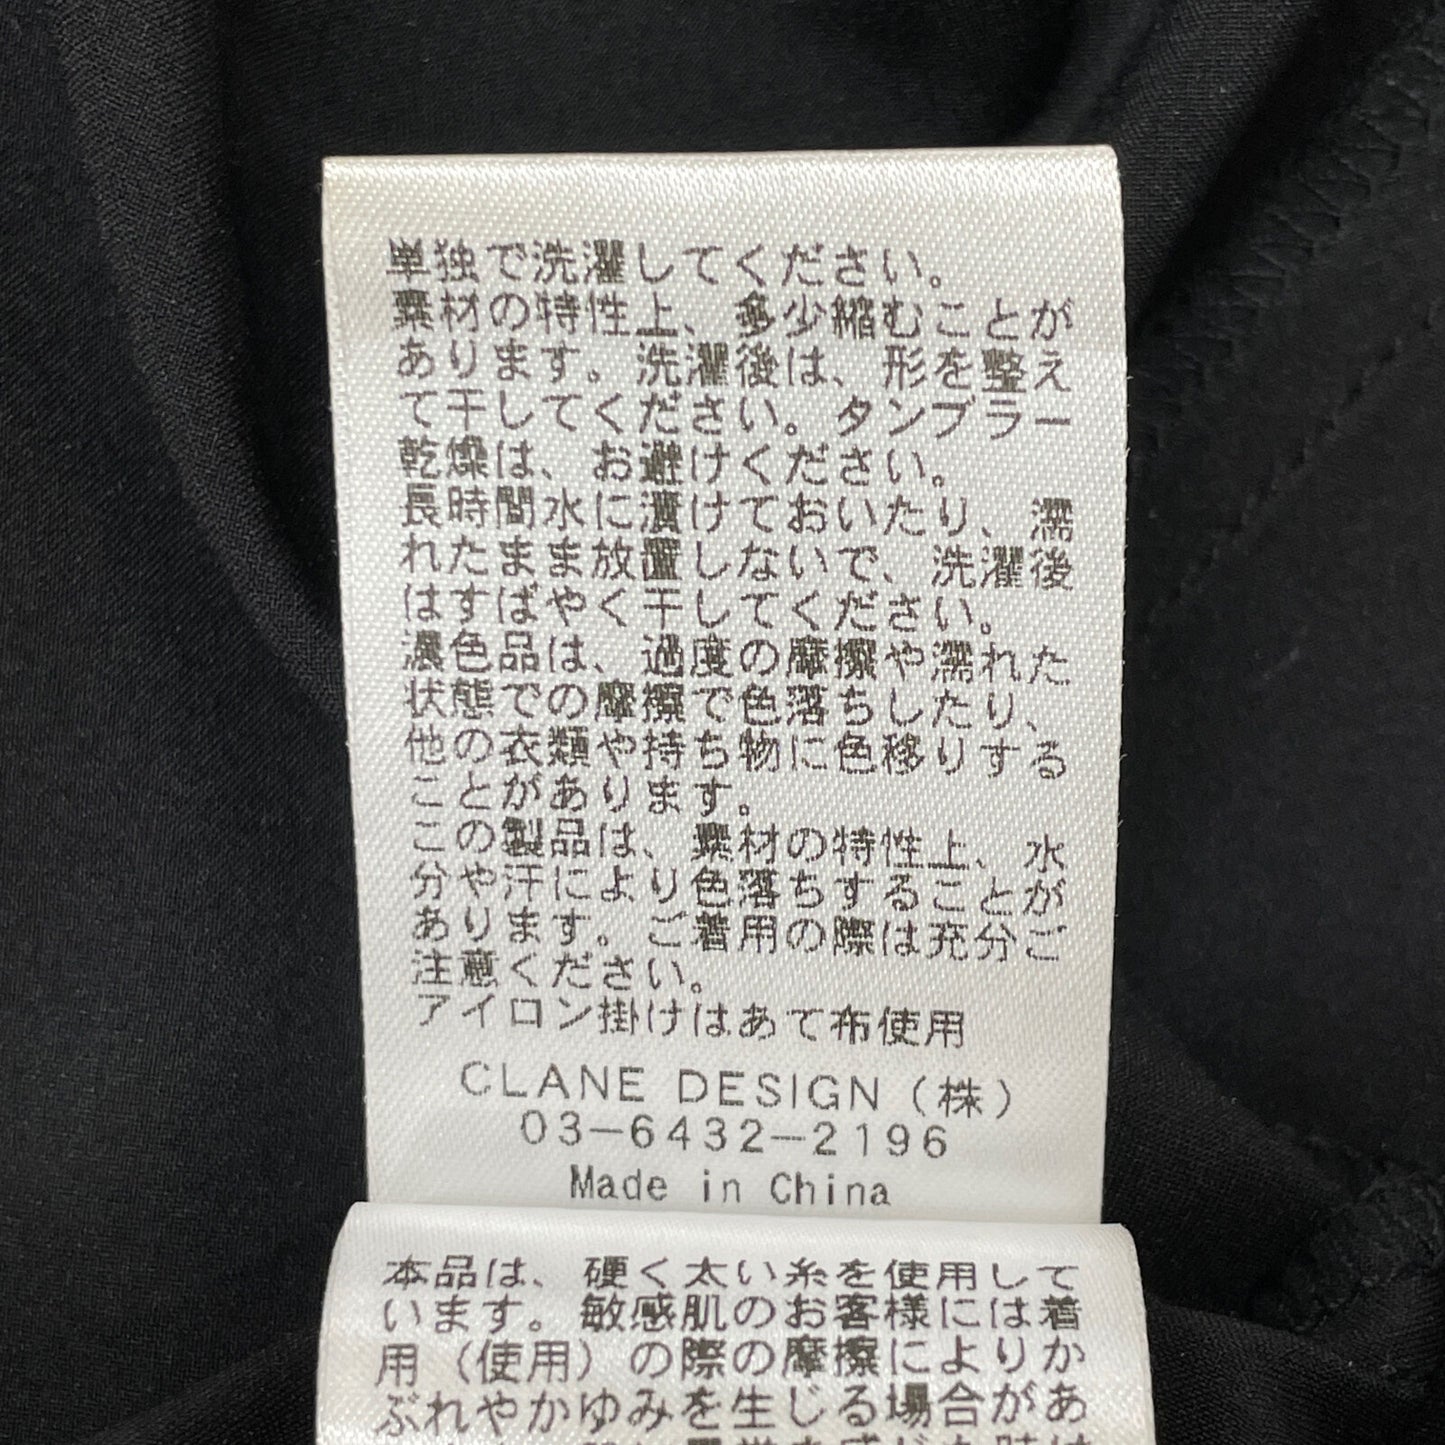 単独で洗濯してください。
素材の特性上、多少縮むことが
あります。洗濯後は、形を整え
て干してください。タンブラー
乾燥は、お避けください。
長時間水に漬けておいたり、濡
れたまま放置しないで、洗濯後
はすばやく干してください。
濃色品は、過度の摩擦や濡れた
状態での摩擦で色落ちしたり、
他の衣類や持ち物に色移りする
ことがあります。
この製品は、素材の特性上、水
分や汗により色落ちすることが
あります。ご着用の際は充分ご
注意ください。
アイロン掛けはあて布使用
CLANE DESIGN(株)
03-6432-2196
Made in China
本品は、硬く太い糸を使用して
います。敏感肌のお客様には着
用(使用)の際の摩擦によりか
ぶれやかゆみを生じる場合があ